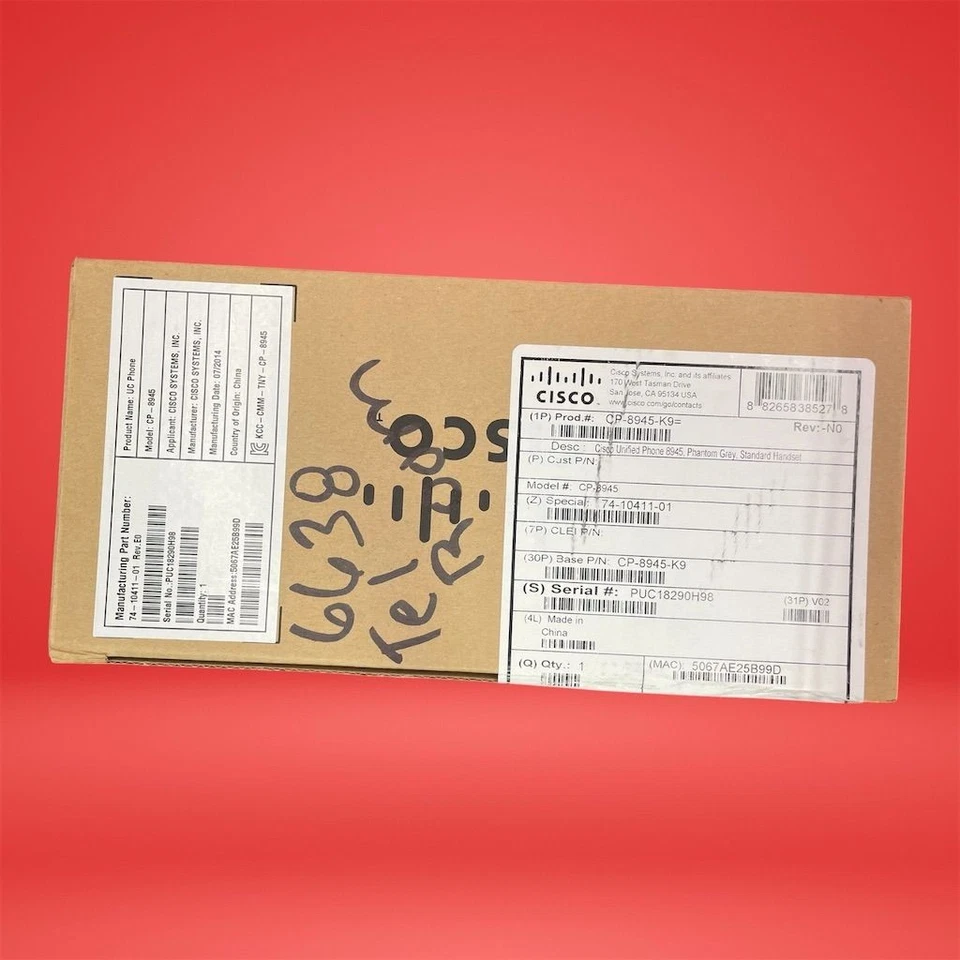 Manufacturing Part Number:
74-10411-01 Rev.E0
Serial No.:PUC18290H98
Quantity: 1
MAC Address:5067AE25B99D
Product Name: UC Phone
Model: CP-8945
Applicant: CISCO SYSTEMS, INC.
Manufacturer: CISCO SYSTEMS, INC.
Manufacturing Date: 07/2014
Country of Origin: China
KCC-CMM-TNY-CP-8945
6638
Tel
CISCO
Cisco Systems, Inc. and its affiliates
170 West Tasman Drive
San Jose, CA 95134 USA
www.cisco.com/go/contacts
8 82658 38527 8
(1P) Prod.#: CP-8945-K9=
Rev:-N0
Desc : Cisco Unified Phone 8945, Phantom Grey, Standard Handset
(P) Cust P/N:
Model #: CP-8945
(Z) Special: 74-10411-01
(7P) CLEI P/N:
(30P) Base P/N: CP-8945-K9
(S) Serial #: PUC18290H98
(31P) V02
(4L) Made in
China
(Q) Qty.: 1
(MAC): 5067AE25B99D